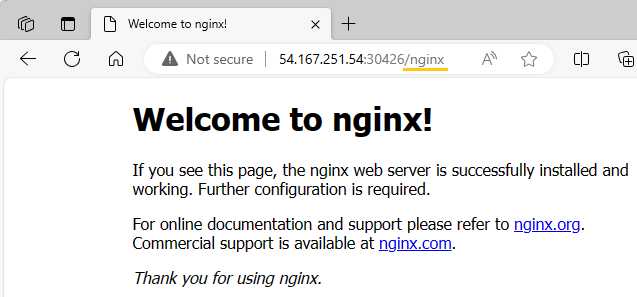 Welcome to nginx!
Not secure
54.167.251.54:30426/nginx
Welcome to nginx!
If you see this page, the nginx web server is successfully installed and
working. Further configuration is required.
For online documentation and support please refer to nginx.org.
Commercial support is available at nginx.com.
Thank you for using nginx.